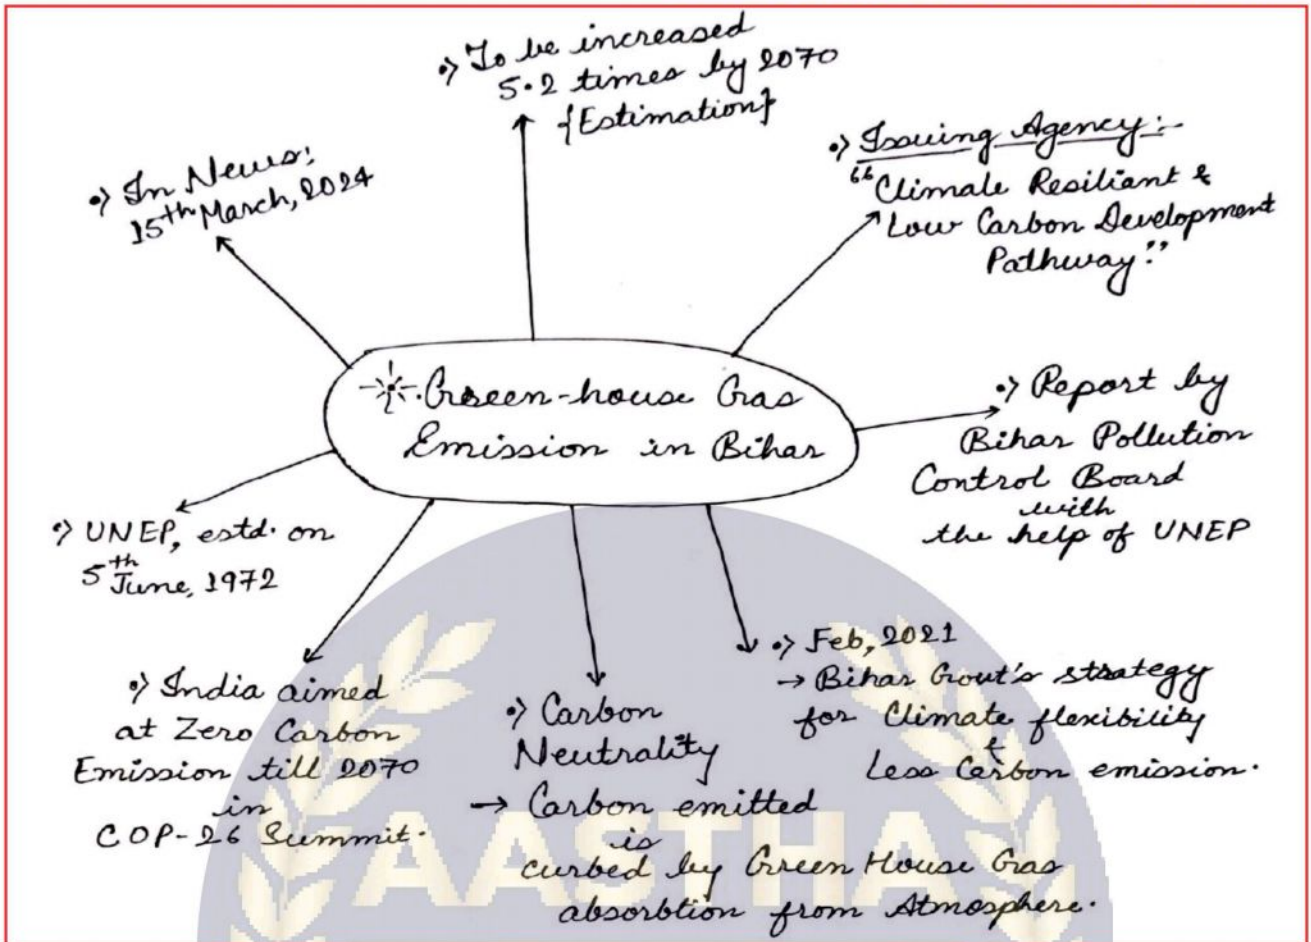 •> To be increased
5.2 times by 2070
{Estimation}
•> In News:
15th March, 2024
•> Issuing Agency:-
“Climate Resiliant &
Low Carbon Development
Pathway.”
Green-house Gas
Emission in Bihar
•> Report by
Bihar Pollution
Control Board
with
the help of UNEP
•> UNEP, estd. on
5th June, 1972
•> India aimed
at Zero Carbon
Emission till 2070
in
COP-26 Summit.
•> Carbon
Neutrality
→ Carbon emitted
is
curbed by Green House Gas
absorbtion from Atmosphere.
•> Feb, 2021
→ Bihar Govt's strategy
for Climate flexibility
&
Less Carbon emission.
AASTHA